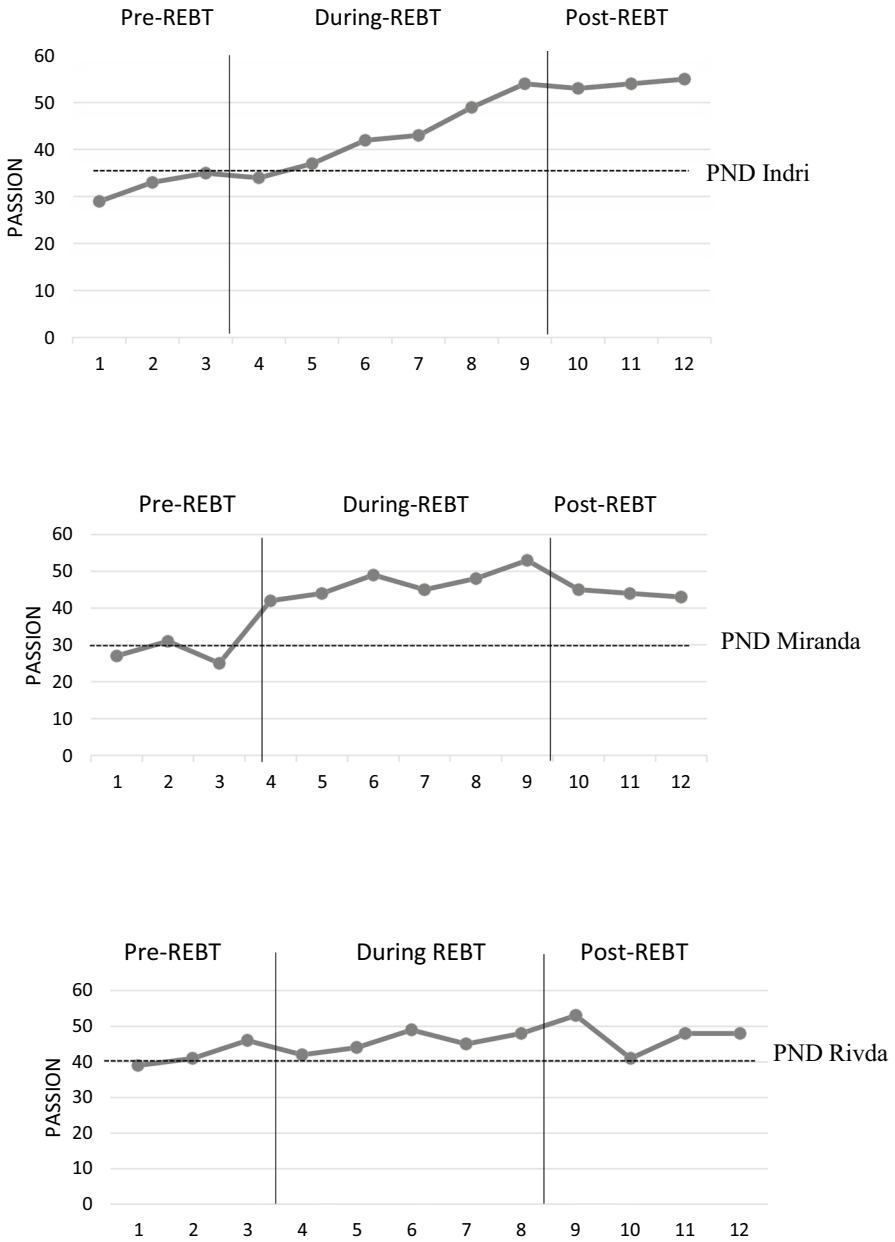 Pre-REBT During-REBT Post-REBT
60
50
40
30
20
10
0
PASSION
PND Indri
1 2 3 4 5 6 7 8 9 10 11 12
Pre-REBT During-REBT Post-REBT
60
50
40
30
20
10
0
PASSION
PND Miranda
1 2 3 4 5 6 7 8 9 10 11 12
Pre-REBT During REBT Post-REBT
60
50
40
30
20
10
0
PASSION
PND Rivda
1 2 3 4 5 6 7 8 9 10 11 12